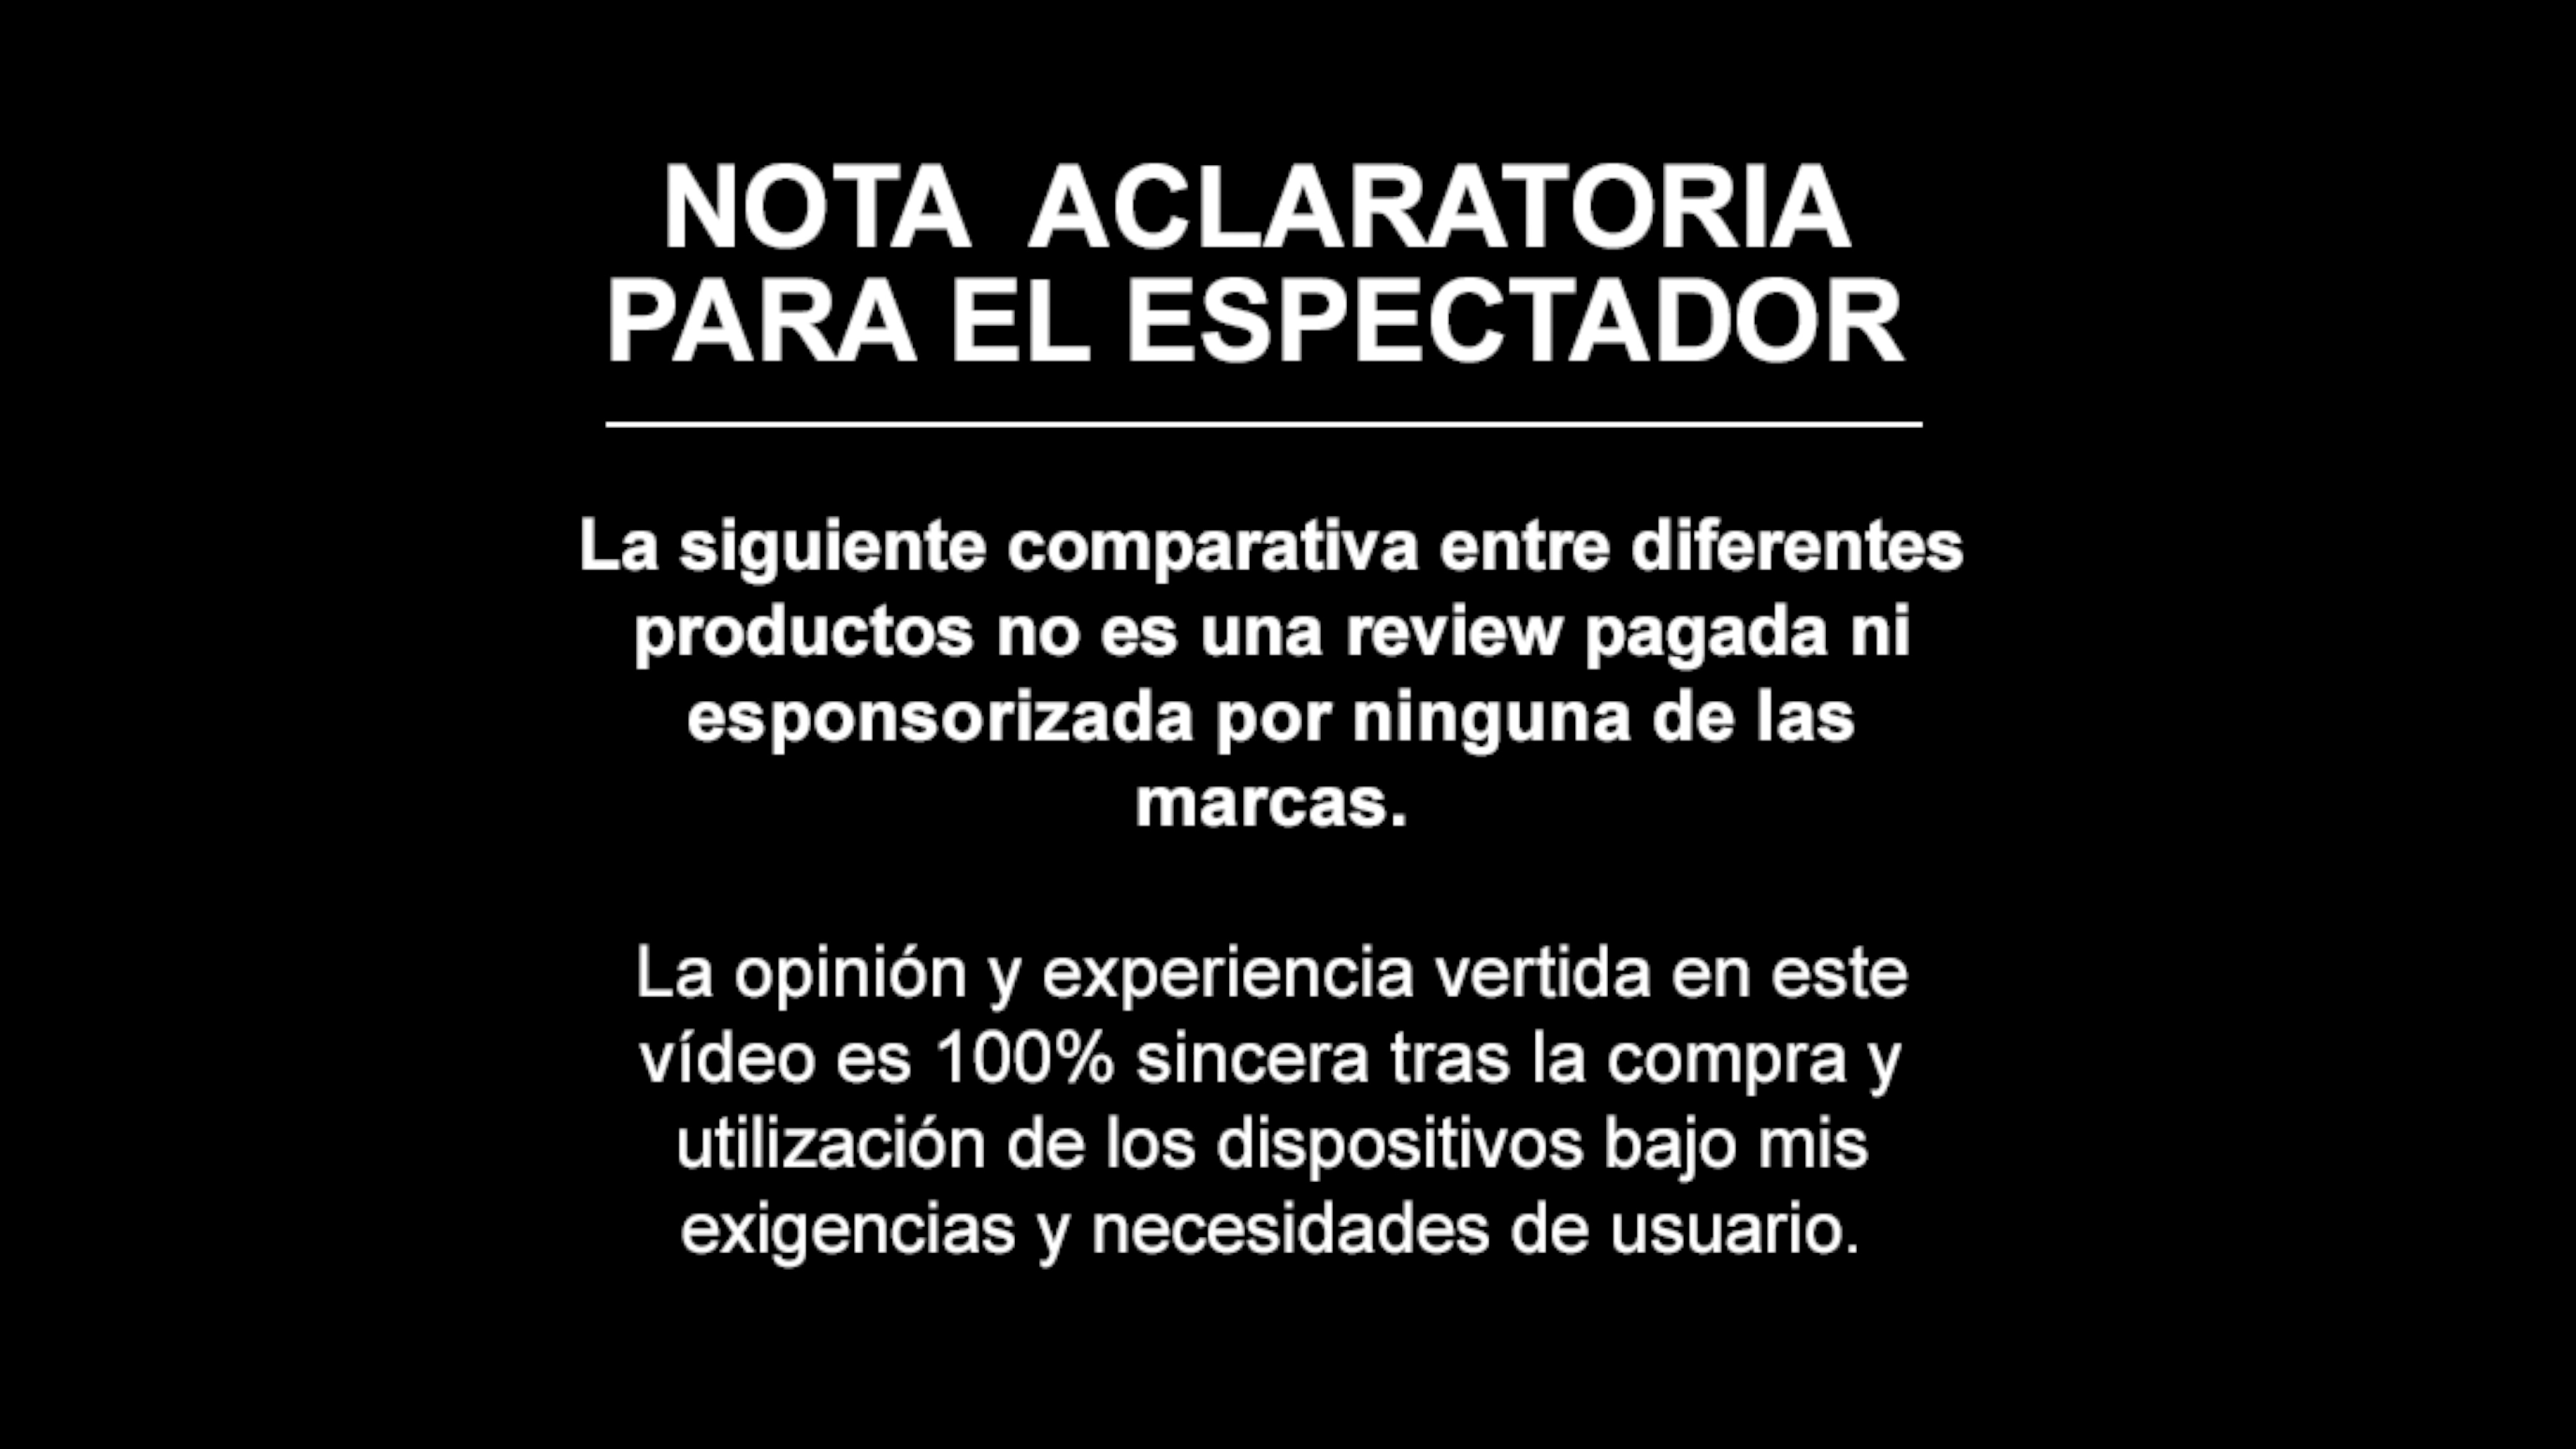 NOTA ACLARATORIA
PARA EL ESPECTADOR
La siguiente comparativa entre diferentes
productos no es una review pagada ni
esponsorizada por ninguna de las
marcas.
La opinión y experiencia vertida en este
vídeo es 100% sincera tras la compra y
utilización de los dispositivos bajo mis
exigencias y necesidades de usuario.